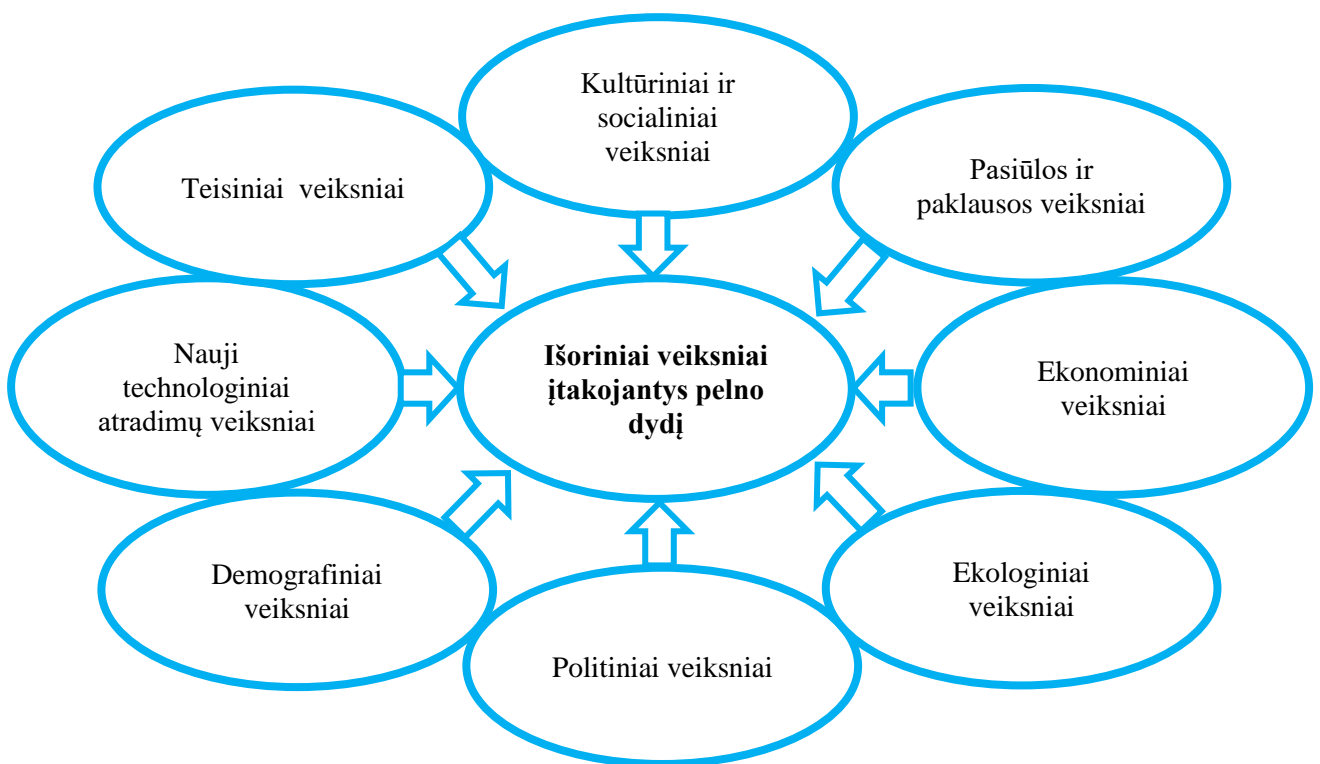 Kultūriniai ir
socialiniai
veiksniai
Teisiniai  veiksniai
Pasiūlos ir
paklausos veiksniai
Nauji
technologiniai
atradimų veiksniai
Išoriniai veiksniai
įtakojantys pelno
dydį
Ekonominiai
veiksniai
Demografiniai
veiksniai
Ekologiniai
veiksniai
Politiniai veiksniai